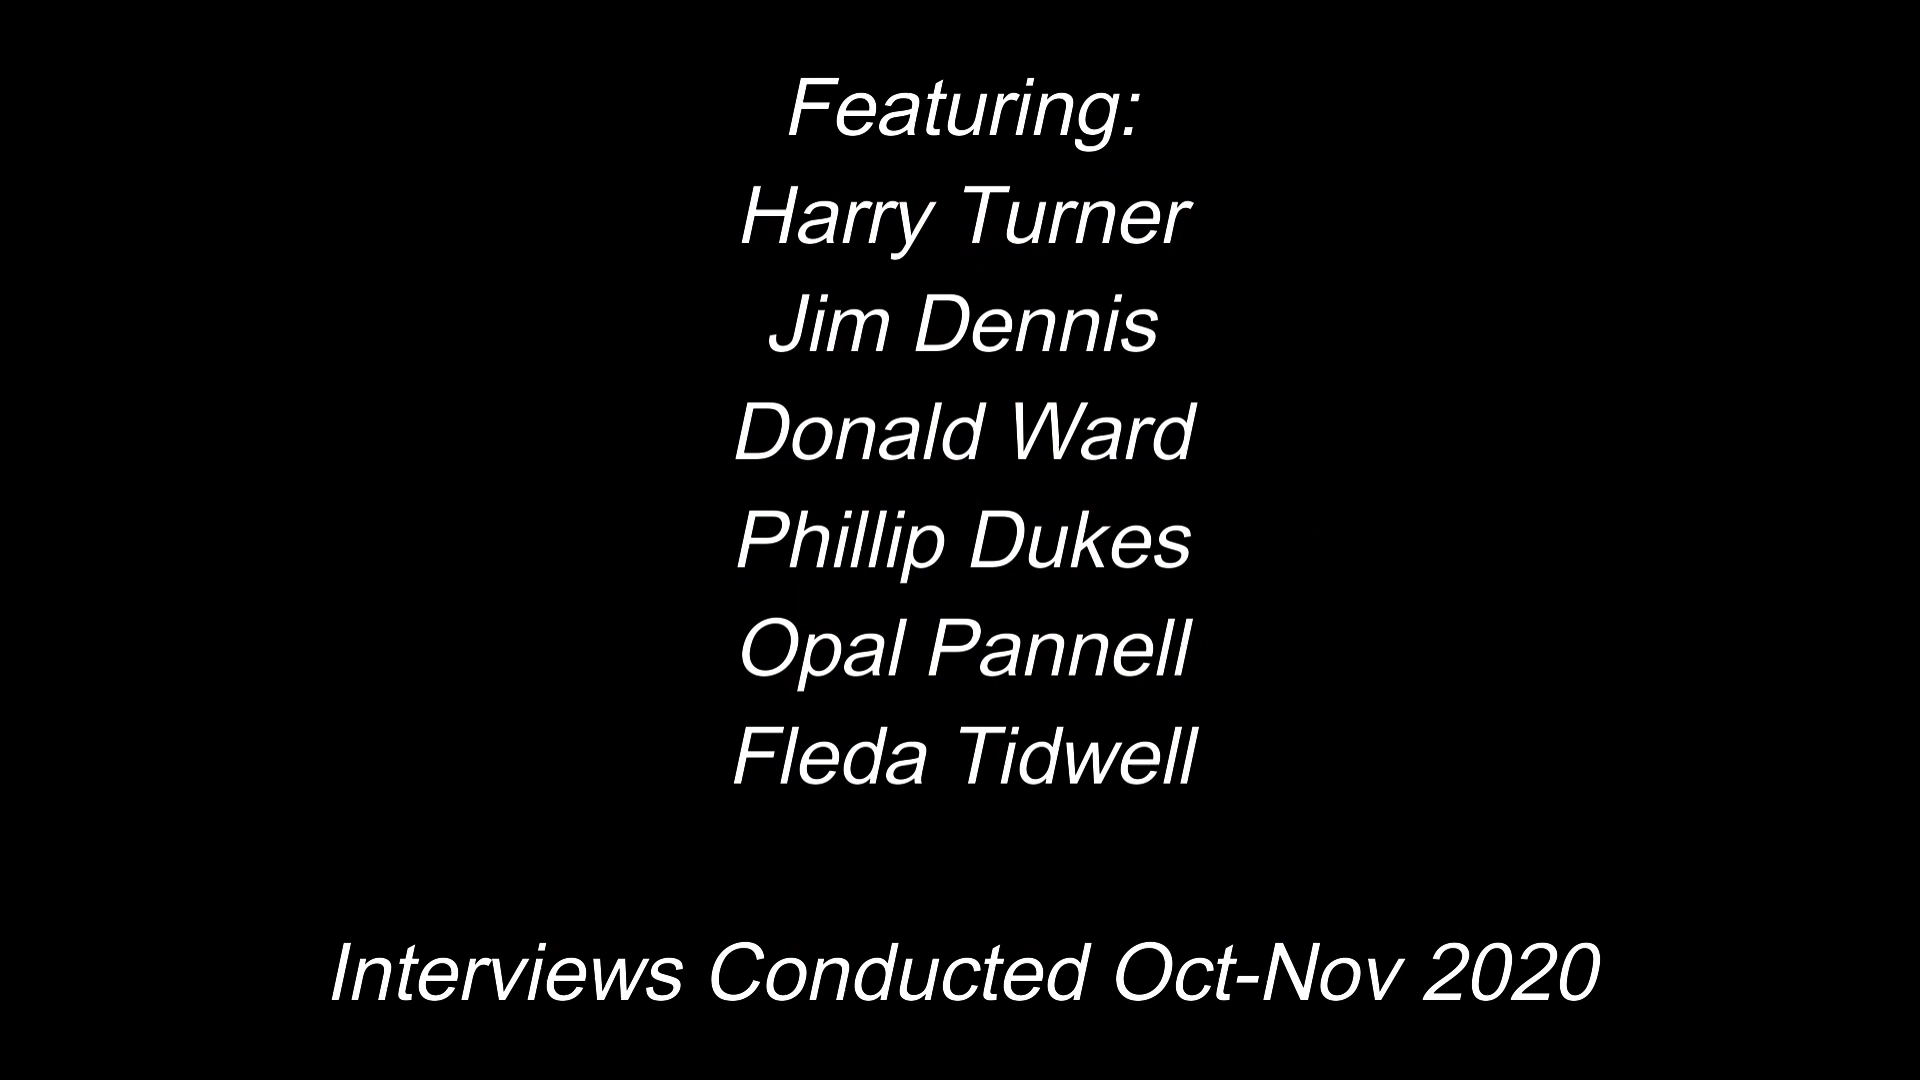 Featuring:
Harry Turner
Jim Dennis
Donald Ward
Phillip Dukes
Opal Pannell
Fleda Tidwell
Interviews Conducted Oct-Nov 2020